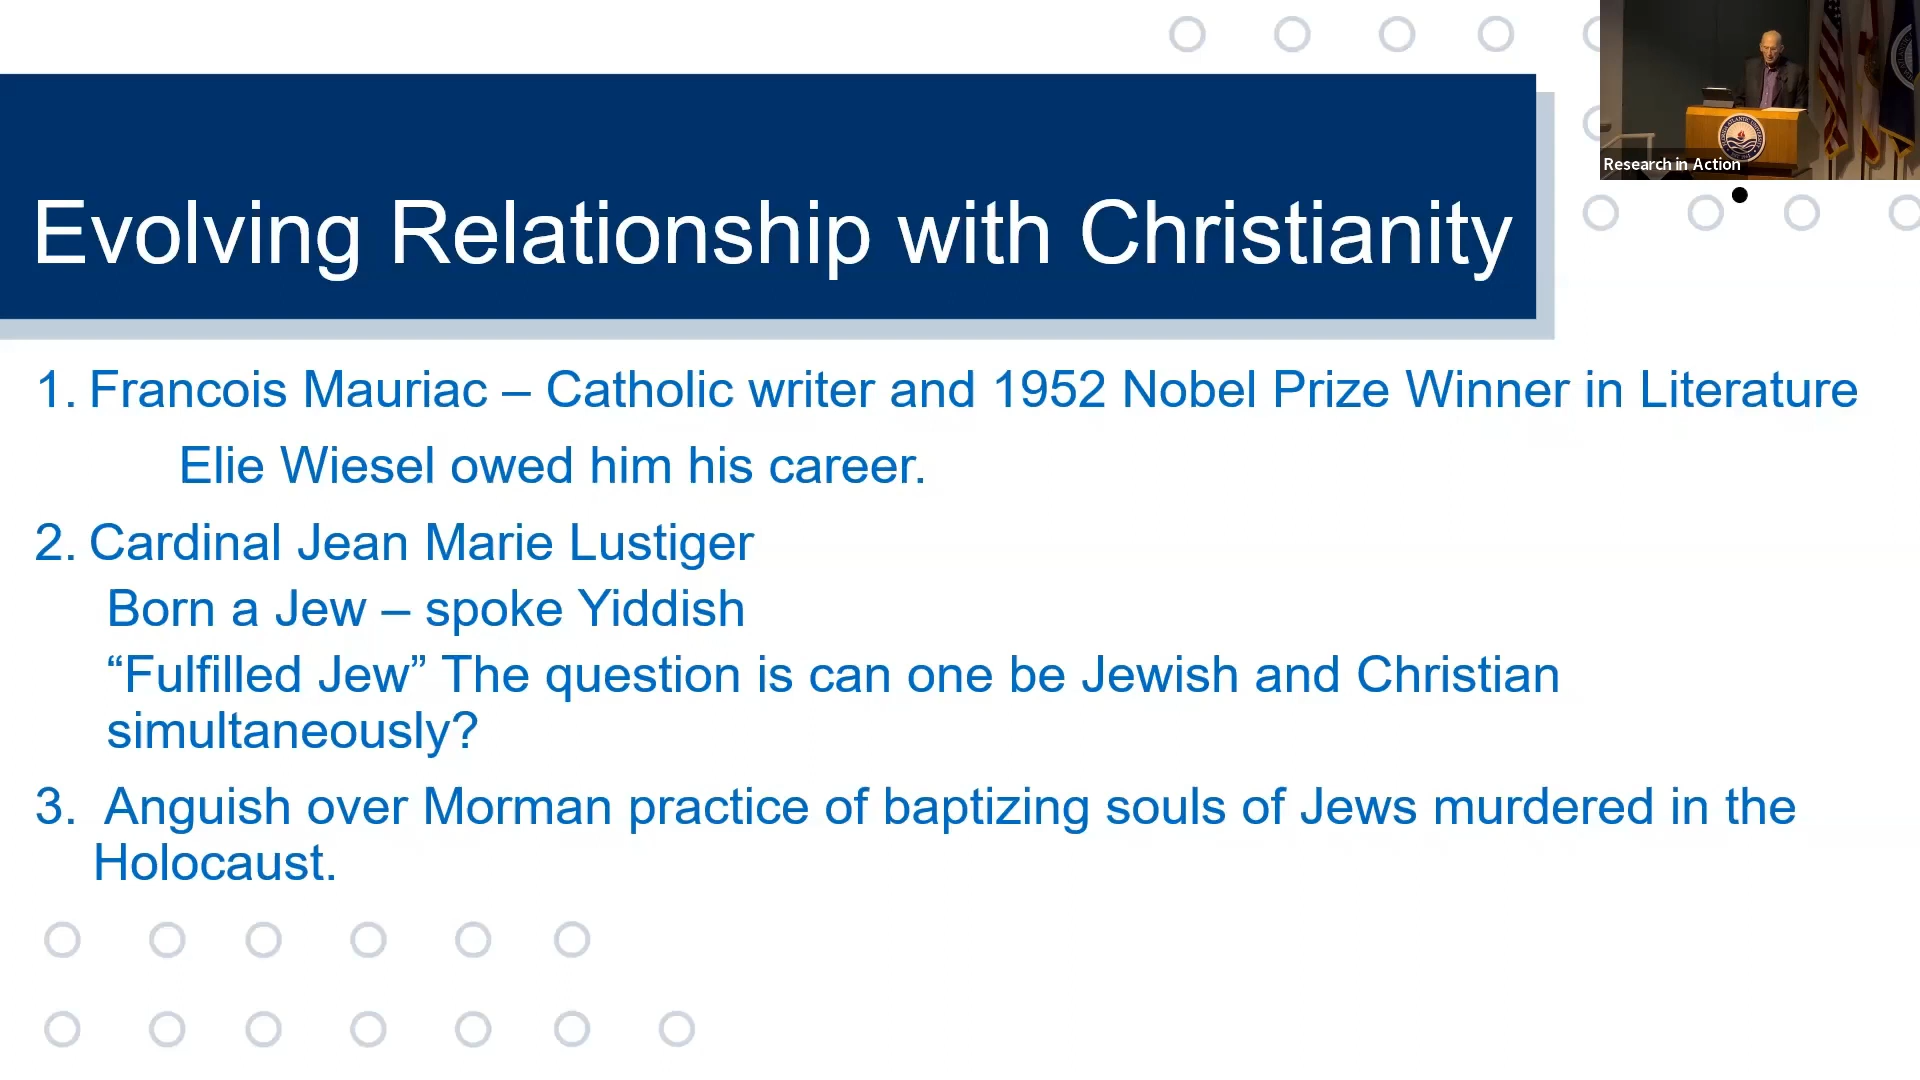 Research in Action
Evolving Relationship with Christianity
1. Francois Mauriac – Catholic writer and 1952 Nobel Prize Winner in Literature
Elie Wiesel owed him his career.
2. Cardinal Jean Marie Lustiger
Born a Jew – spoke Yiddish
“Fulfilled Jew” The question is can one be Jewish and Christian
simultaneously?
3. Anguish over Morman practice of baptizing souls of Jews murdered in the
Holocaust.